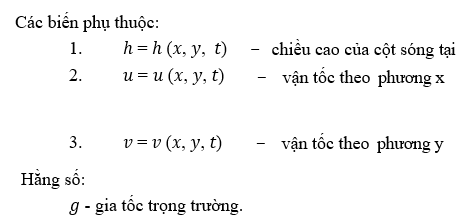 Các biến phụ thuộc:
1. h = h (x, y, t) – chiều cao của cột sóng tại
2. u = u (x, y, t) – vận tốc theo phương x
3. v = v (x, y, t) – vận tốc theo phương y
Hằng số:
g - gia tốc trọng trường.